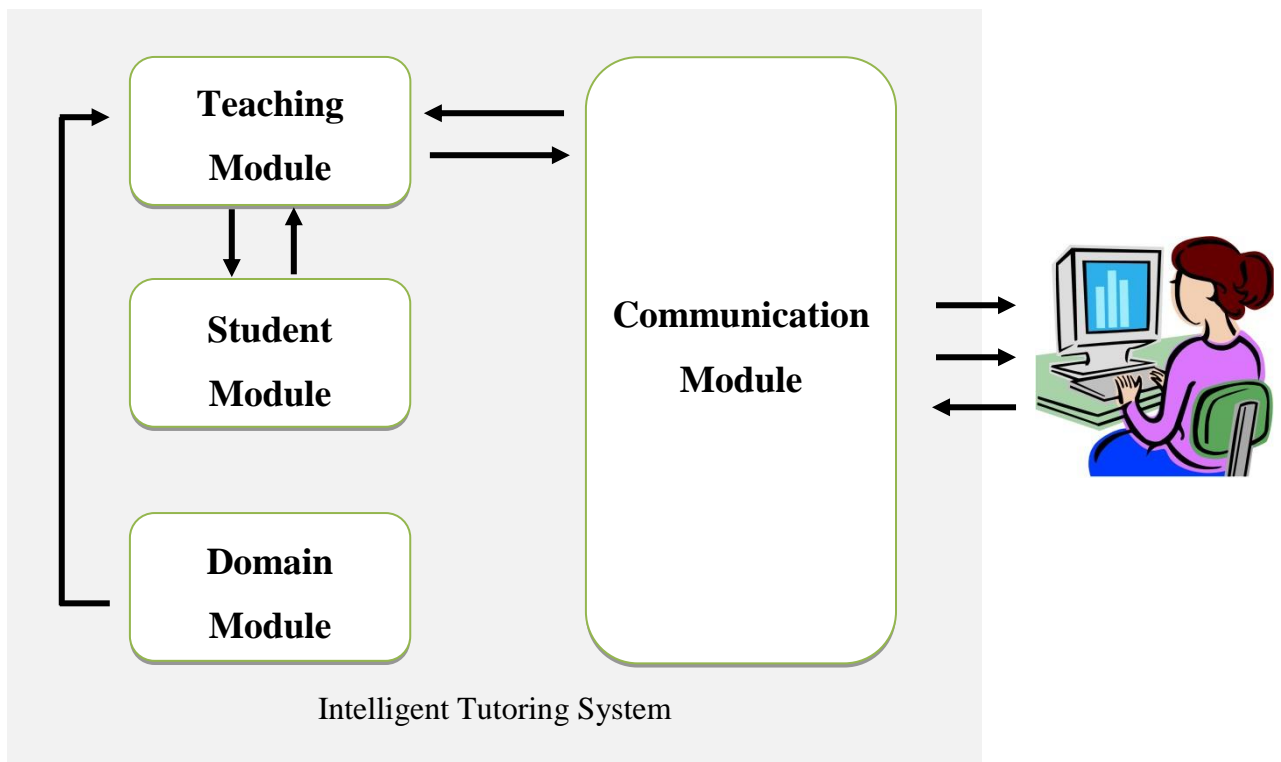 Teaching
Module
Student
Module
Communication
Module
Domain
Module
Intelligent Tutoring System